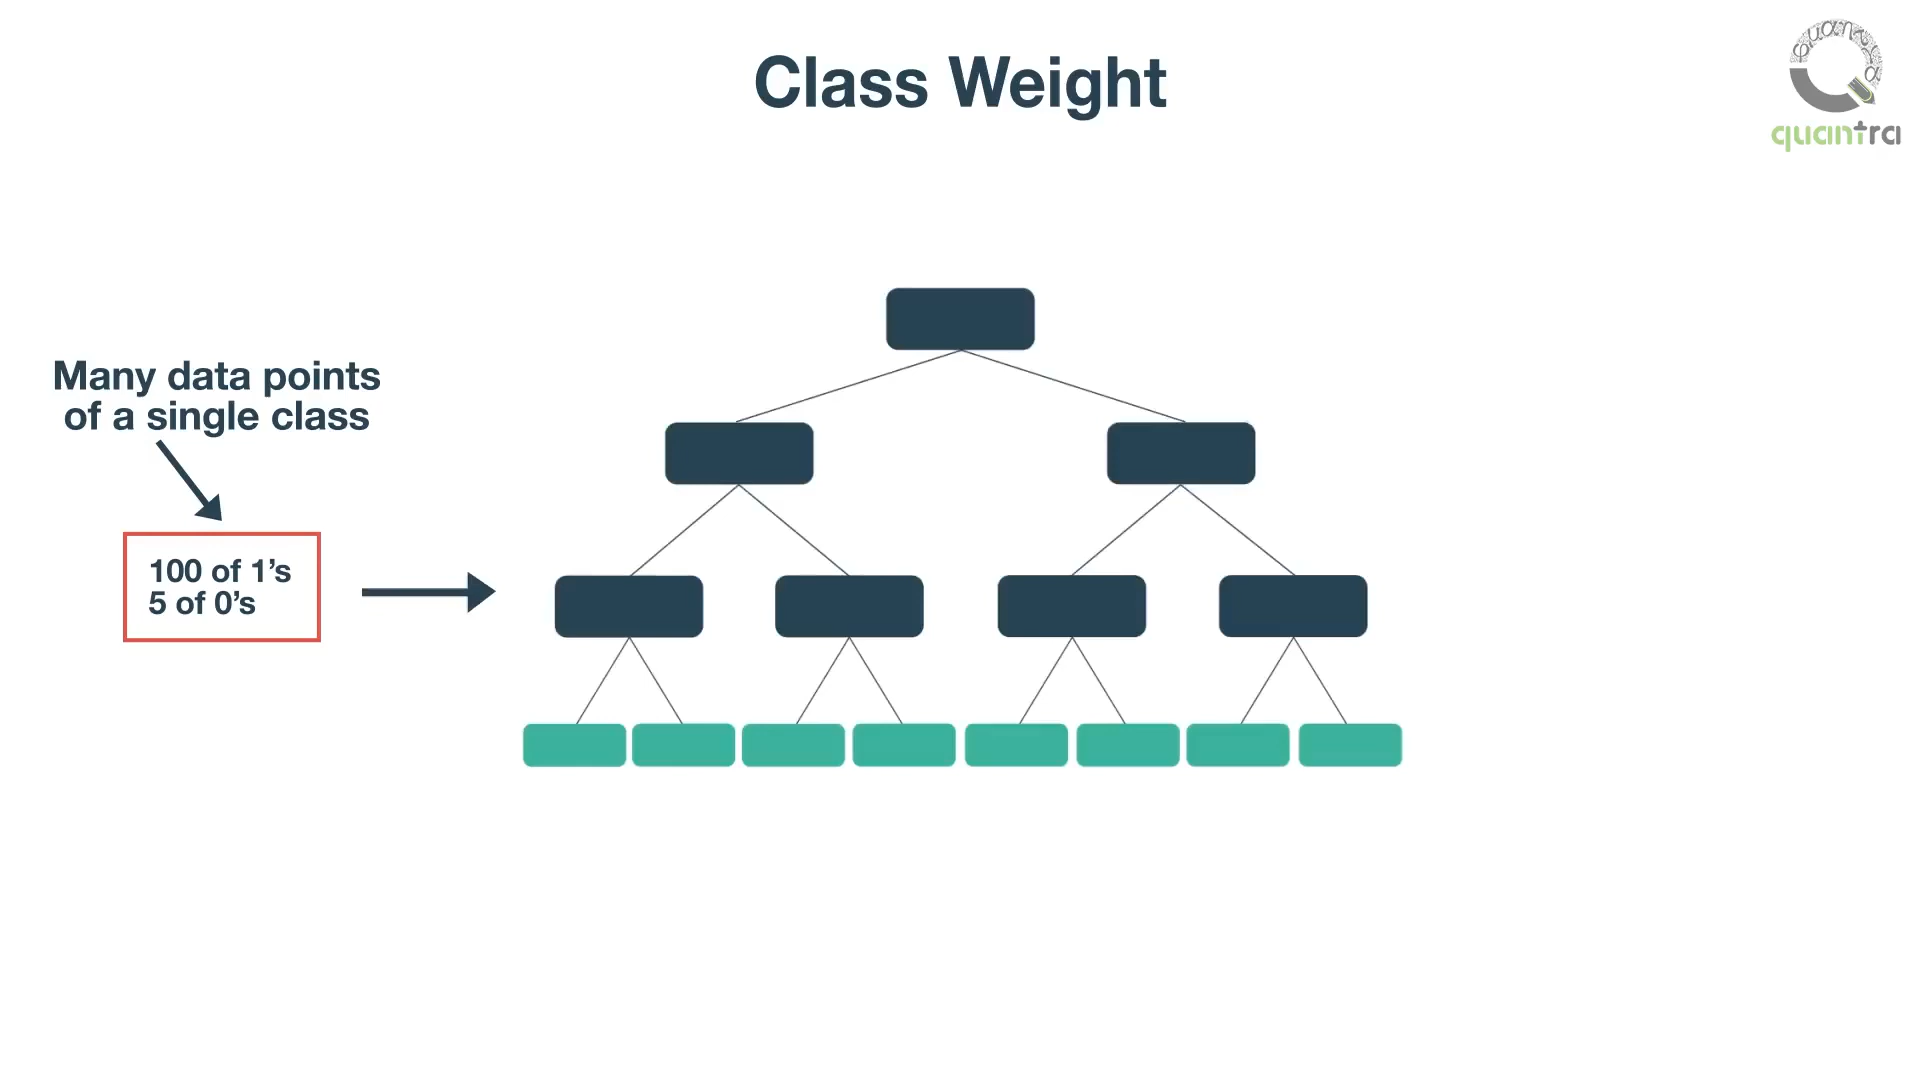 Class Weight
quantra
Many data points
of a single class
100 of 1’s
5 of 0’s